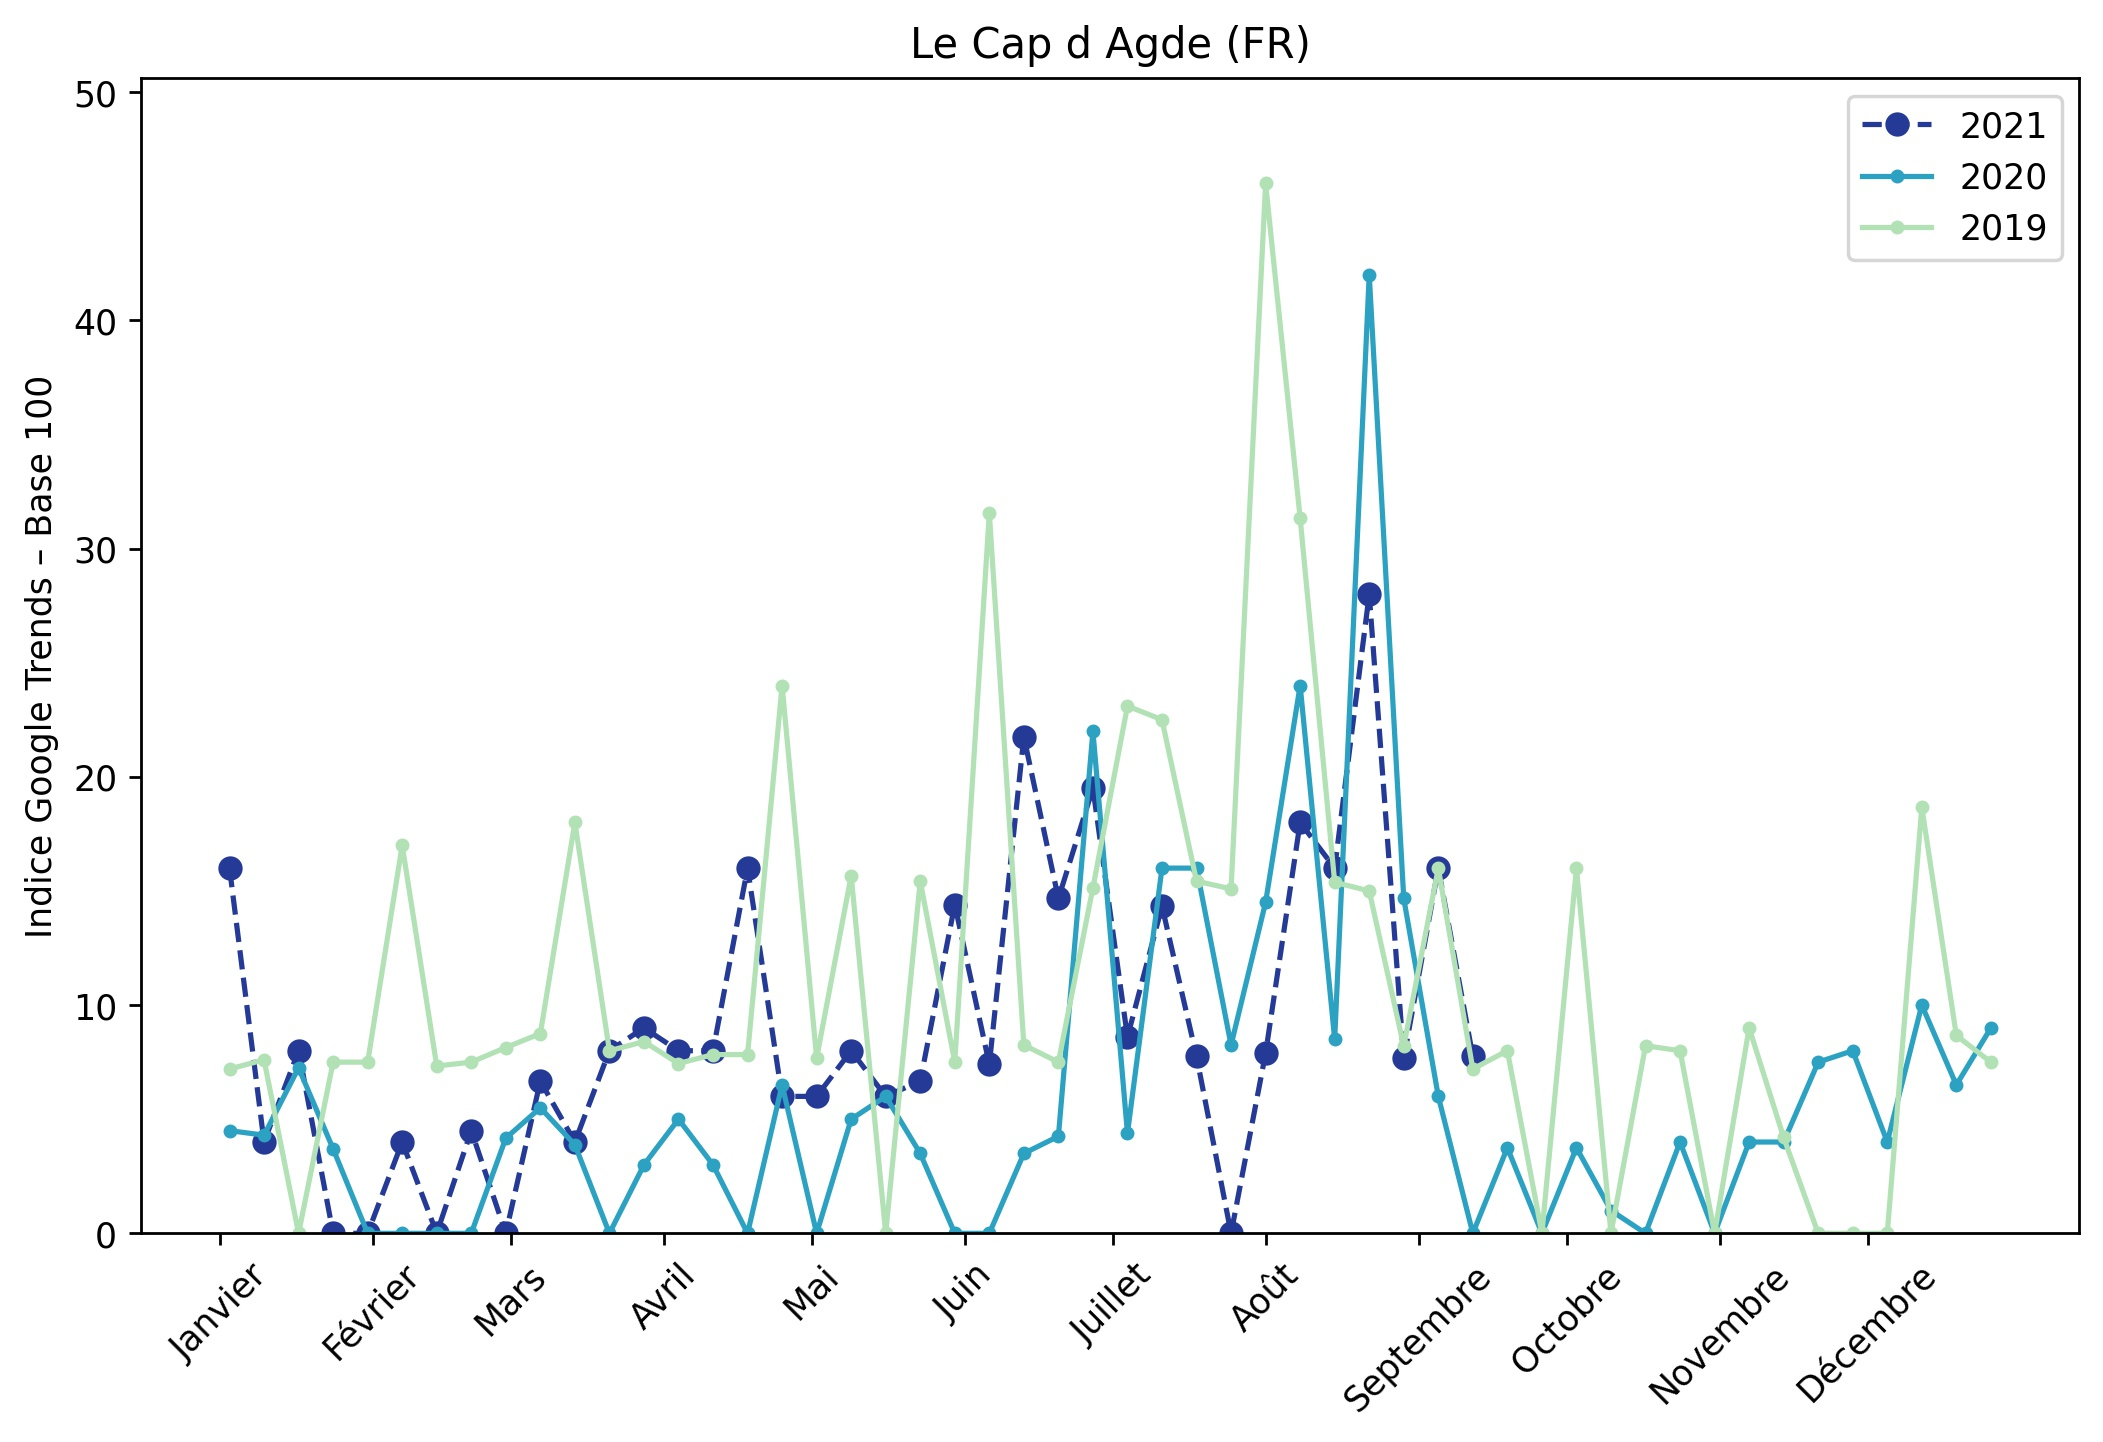 Le Cap d Agde (FR)
2021
2020
2019
Indice Google Trends – Base 100
50
40
30
20
10
0
Janvier
Février
Mars
Avril
Mai
Juin
Juillet
Août
Septembre
Octobre
Novembre
Décembre